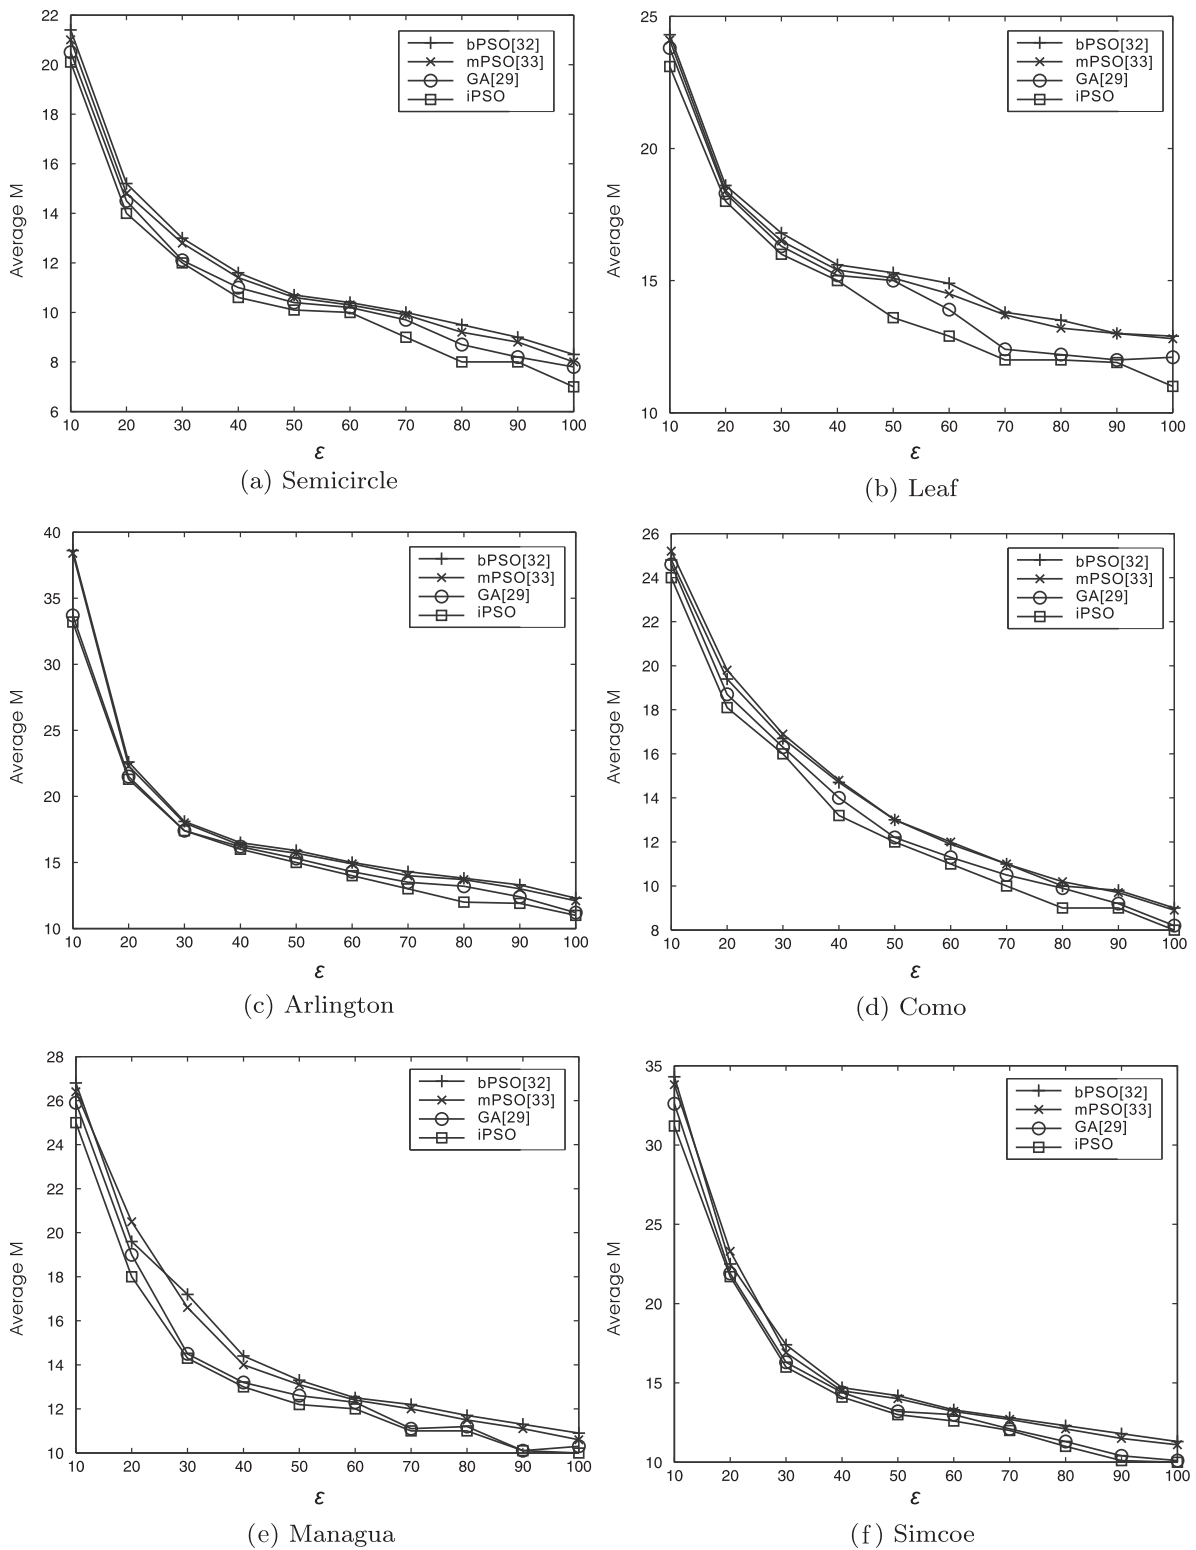 22
20
18
16
14
12
10
8
6
Average M
bPSO[32]
mPSO[33]
GA[29]
iPSO
10 20 30 40 50 60 70 80 90 100
ε
(a) Semicircle
25
20
15
10
Average M
bPSO[32]
mPSO[33]
GA[29]
iPSO
10 20 30 40 50 60 70 80 90 100
ε
(b) Leaf
40
35
30
25
20
15
10
Average M
bPSO[32]
mPSO[33]
GA[29]
iPSO
10 20 30 40 50 60 70 80 90 100
ε
(c) Arlington
26
24
22
20
18
16
14
12
10
8
Average M
bPSO[32]
mPSO[33]
GA[29]
iPSO
10 20 30 40 50 60 70 80 90 100
ε
(d) Como
28
26
24
22
20
18
16
14
12
10
Average M
bPSO[32]
mPSO[33]
GA[29]
iPSO
10 20 30 40 50 60 70 80 90 100
ε
(e) Managua
35
30
25
20
15
10
Average M
bPSO[32]
mPSO[33]
GA[29]
iPSO
10 20 30 40 50 60 70 80 90 100
ε
(f) Simcoe